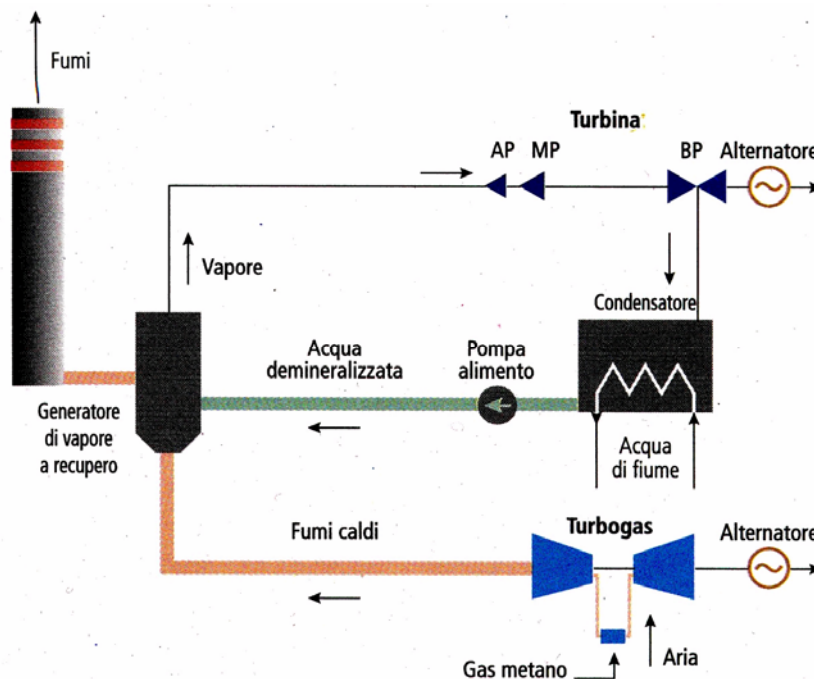 Fumi
Turbina
AP
MP
BP
Alternatore
Vapore
Condensatore
Acqua
demineralizzata
Pompa
alimento
Generatore
di vapore
a recupero
Acqua
di fiume
Fumi caldi
Turbogas
Alternatore
Gas metano
Aria